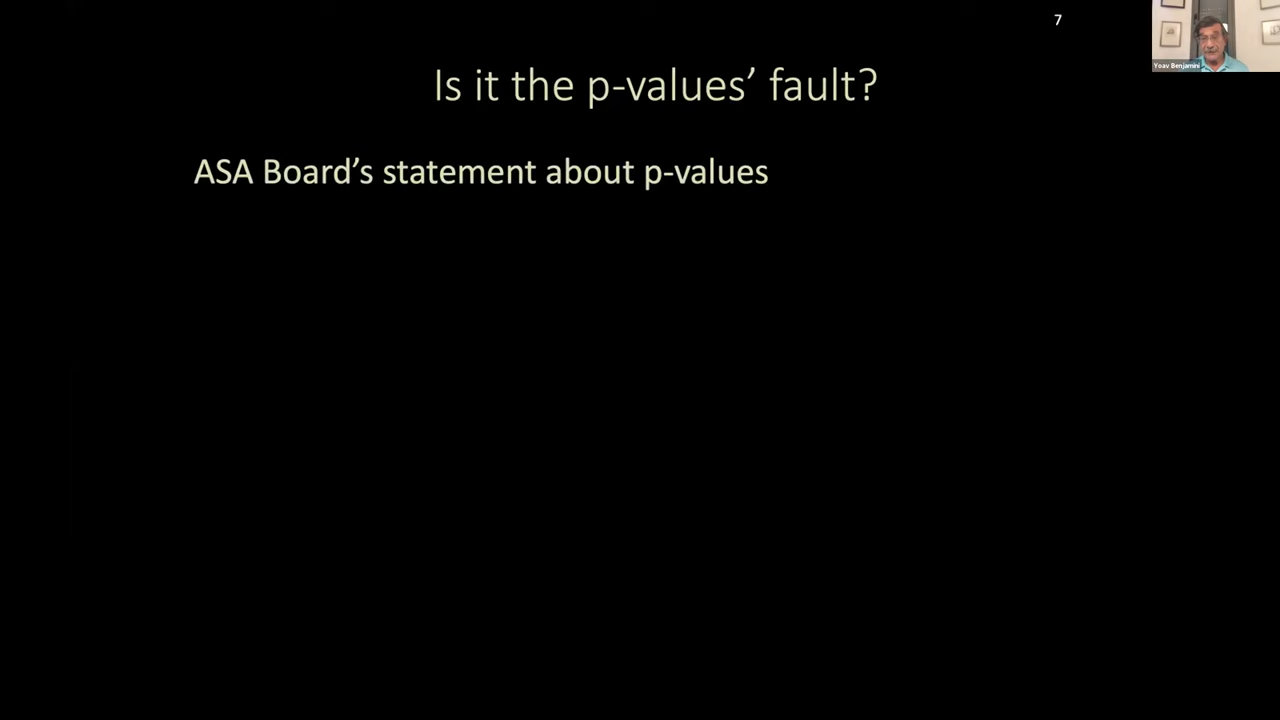 7
Yoav Benjamini
Is it the p-values’ fault?
ASA Board’s statement about p-values